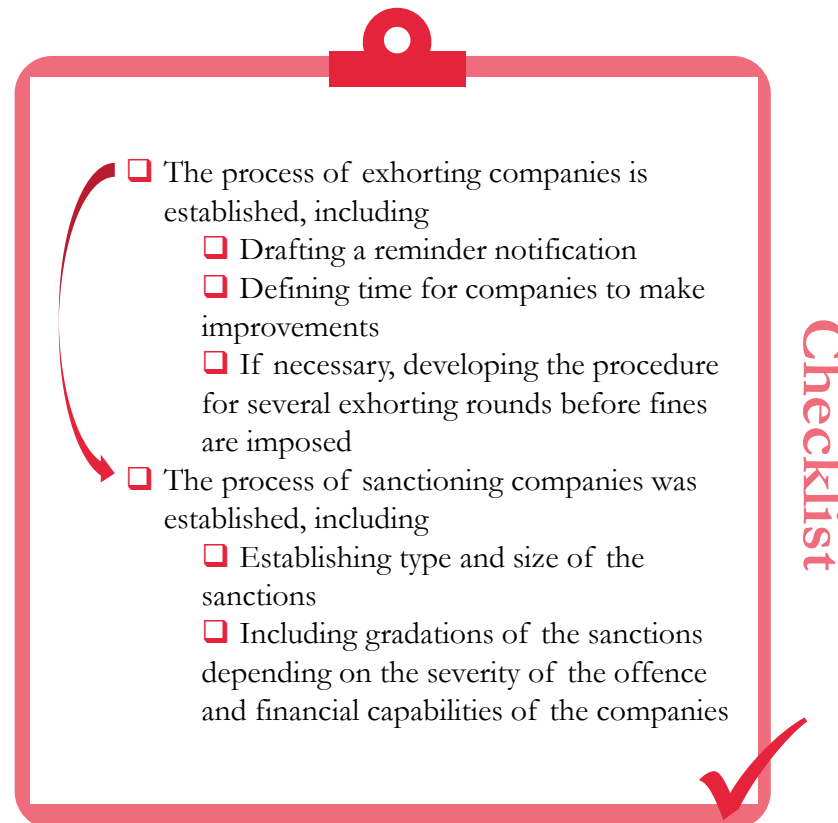 ❑ The process of exhorting companies is
established, including
❑ Drafting a reminder notification
❑ Defining time for companies to make
improvements
❑ If necessary, developing the procedure
for several exhorting rounds before fines
are imposed
❑ The process of sanctioning companies was
established, including
❑ Establishing type and size of the
sanctions
❑ Including gradations of the sanctions
depending on the severity of the offence
and financial capabilities of the companies
Checklist